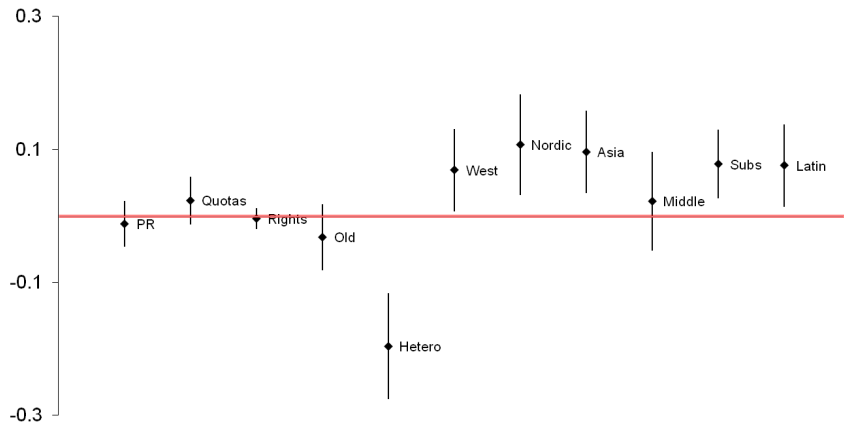 0.3
0.1
-0.1
-0.3
PR
Quotas
Rights
Old
Hetero
West
Nordic
Asia
Middle
Subs
Latin